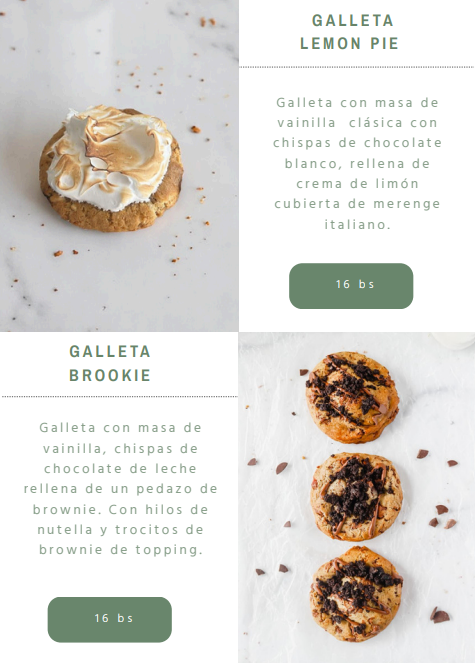 GALLETA
LEMON PIE
Galleta con masa de
vainilla clásica con
chispas de chocolate
blanco, rellena de
crema de limón
cubierta de merenge
italiano.
16 bs
GALLETA
BROOKIE
Galleta con masa de
vainilla, chispas de
chocolate de leche
rellena de un pedazo de
brownie. Con hilos de
nutella y trocitos de
brownie de topping.
16 bs